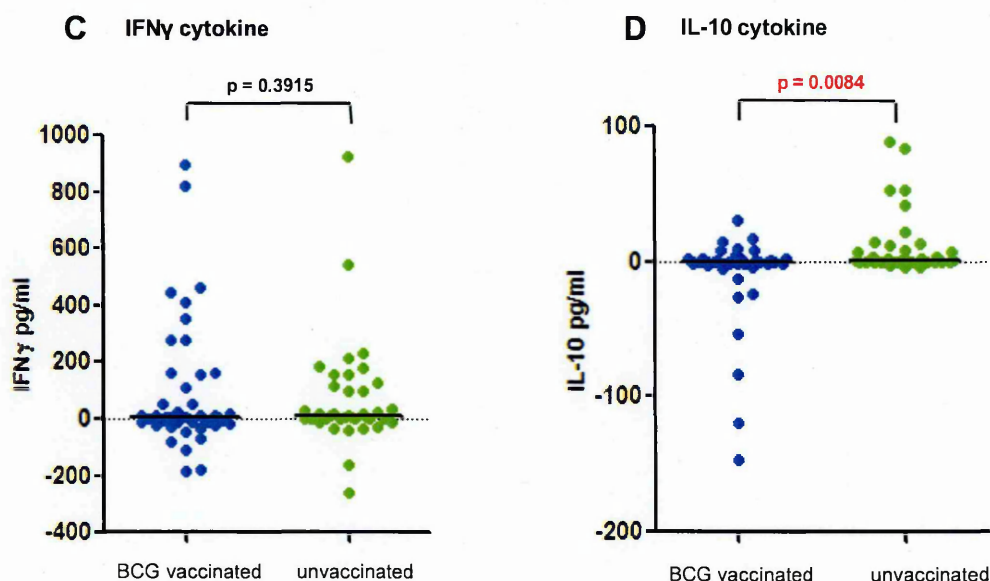 C IFNγ cytokine
p = 0.3915
1000
800
600
400
200
0
-200
-400
IFNγ pg/ml
BCG vaccinated unvaccinated
D IL-10 cytokine
p = 0.0084
100
0
-100
-200
IL-10 pg/ml
BCG vaccinated unvaccinated